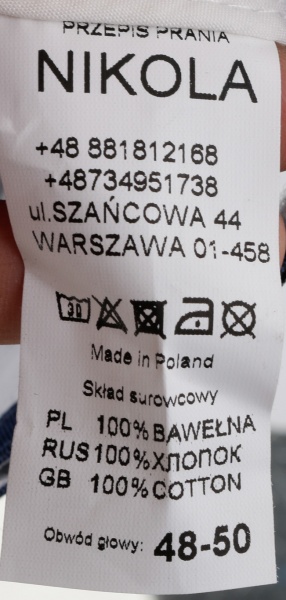 PRZEPIS PRANIA
NIKOLA
+48 881812168
+48734951738
ul.SZAŃCOWA 44
WARSZAWA 01-458
30
Made in Poland
Skład surowcowy
PL 100% BAWEŁNA
RUS 100% ХЛОПОК
GB 100% COTTON
Obwód głowy: 48-50